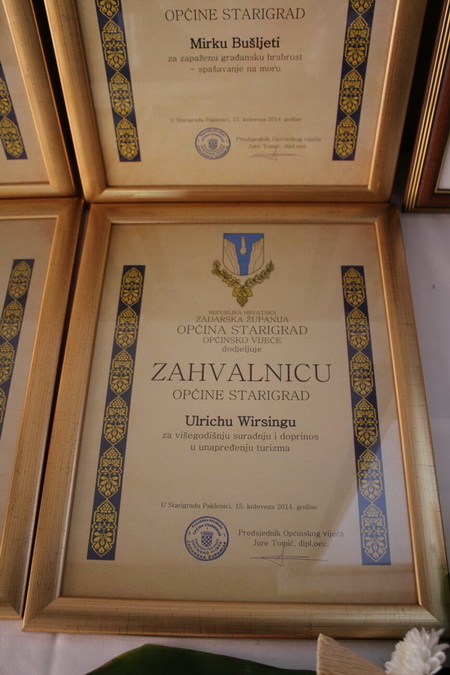 OPĆINE STARIGRAD
Mirku Bušljeti
za zapaženu građansku hrabrost
- spašavanje na moru
U Starigradu Paklenici, 15. kolovoza 2014. godine
Predsjednik Općinskog vijeća
Jure Tomić, dipl.oec.
REPUBLIKA HRVATSKA
ZADARSKA ŽUPANIJA
OPĆINA STARIGRAD
OPĆINSKO VIJEĆE
dodjeljuje
ZAHVALNICU
OPĆINE STARIGRAD
Ulrichu Wirsingu
za višegodišnju suradnju i doprinos
u unapređenju turizma
U Starigradu Paklenici, 15. kolovoza 2014. godine
Predsjednik Općinskog vijeća
Jure Tomić, dipl.oec.